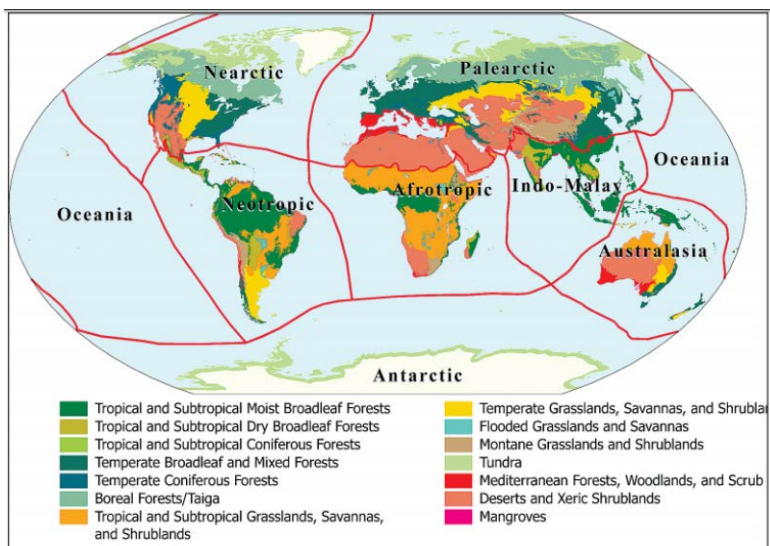 Nearctic
Palearctic
Oceania
Afrotropic
Indo-Malay
Oceania
Neotropic
Australasia
Antarctic
Tropical and Subtropical Moist Broadleaf Forests
Tropical and Subtropical Dry Broadleaf Forests
Tropical and Subtropical Coniferous Forests
Temperate Broadleaf and Mixed Forests
Temperate Coniferous Forests
Boreal Forests/Taiga
Tropical and Subtropical Grasslands, Savannas,
and Shrublands
Temperate Grasslands, Savannas, and Shrublan
Flooded Grasslands and Savannas
Montane Grasslands and Shrublands
Tundra
Mediterranean Forests, Woodlands, and Scrub
Deserts and Xeric Shrublands
Mangroves